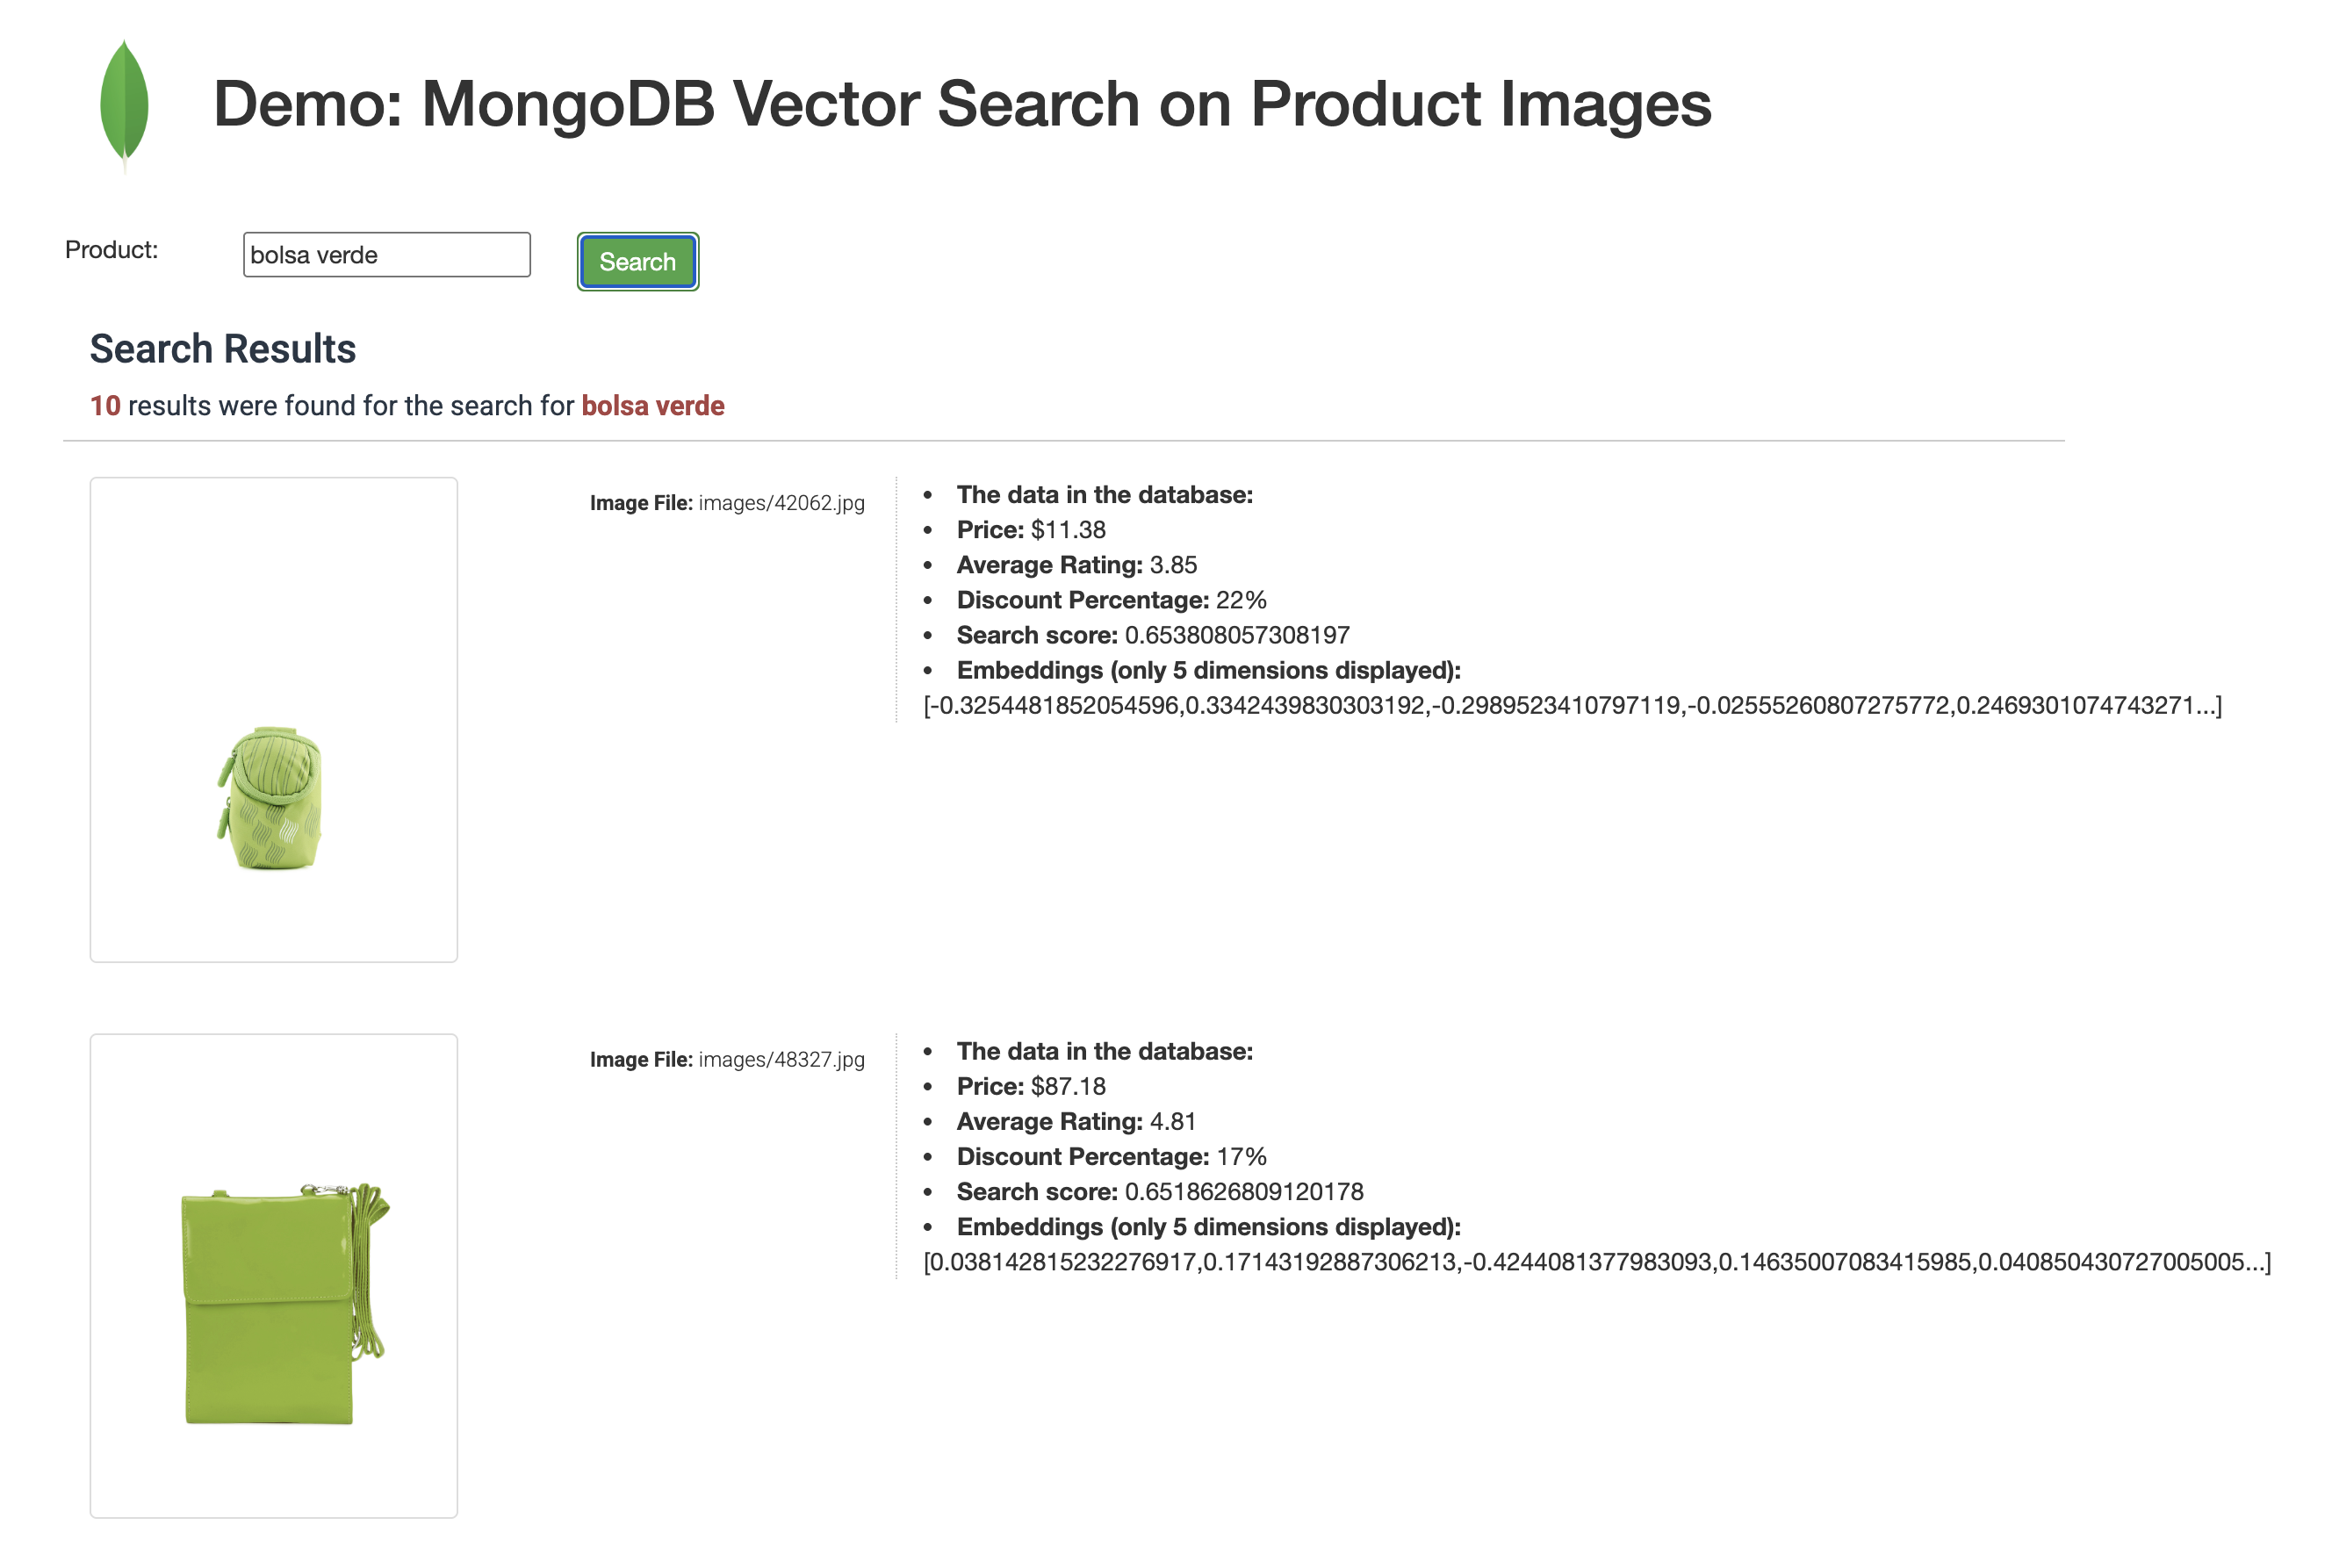 Demo: MongoDB Vector Search on Product Images
Product:
bolsa verde
Search
Search Results
10 results were found for the search for bolsa verde
Image File: images/42062.jpg
• The data in the database:
• Price: $11.38
• Average Rating: 3.85
• Discount Percentage: 22%
• Search score: 0.653808057308197
• Embeddings (only 5 dimensions displayed):
[-0.3254481852054596,0.3342439830303192,-0.2989523410797119,-0.02555260807275772,0.2469301074743271...]
Image File: images/48327.jpg
• The data in the database:
• Price: $87.18
• Average Rating: 4.81
• Discount Percentage: 17%
• Search score: 0.6518626809120178
• Embeddings (only 5 dimensions displayed):
[0.038142815232276917,0.17143192887306213,-0.4244081377983093,0.14635007083415985,0.040850430727005005...]